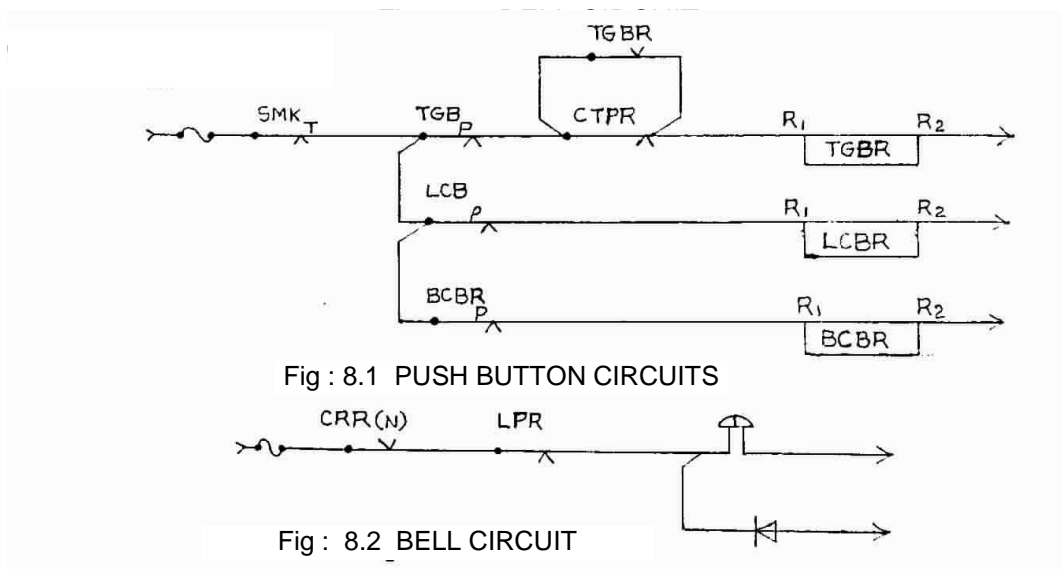 TGBR
SMK T TGB P CTPR R1 R2
TGBR
LCB P R1 R2
LCBR
BCBR P R1 R2
BCBR
Fig : 8.1 PUSH BUTTON CIRCUITS
CRR(N) LPR
Fig : 8.2 BELL CIRCUIT